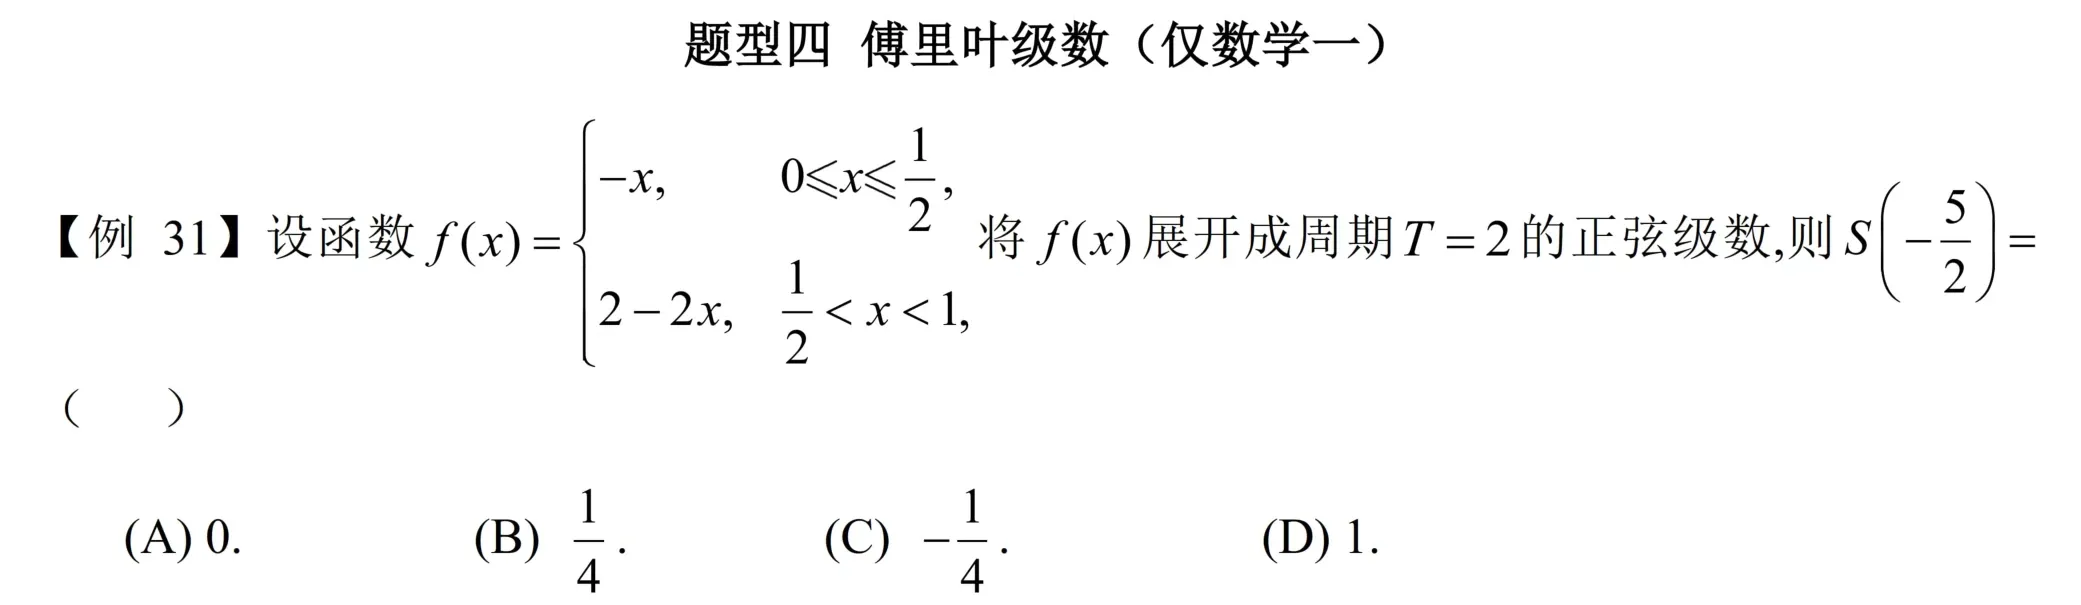 题型四 傅里叶级数（仅数学一）
【例 31】设函数 $f(x)=\begin{cases}-x, & 0\leqslant x\leqslant \frac{1}{2},\\ 2-2x, & \frac{1}{2}<x<1,\end{cases}$ 将 $f(x)$ 展开成周期 $T=2$ 的正弦级数,则 $S\left(-\frac{5}{2}\right)=$
（ ）
(A) 0. (B) $\frac{1}{4}$. (C) $-\frac{1}{4}$. (D) 1.